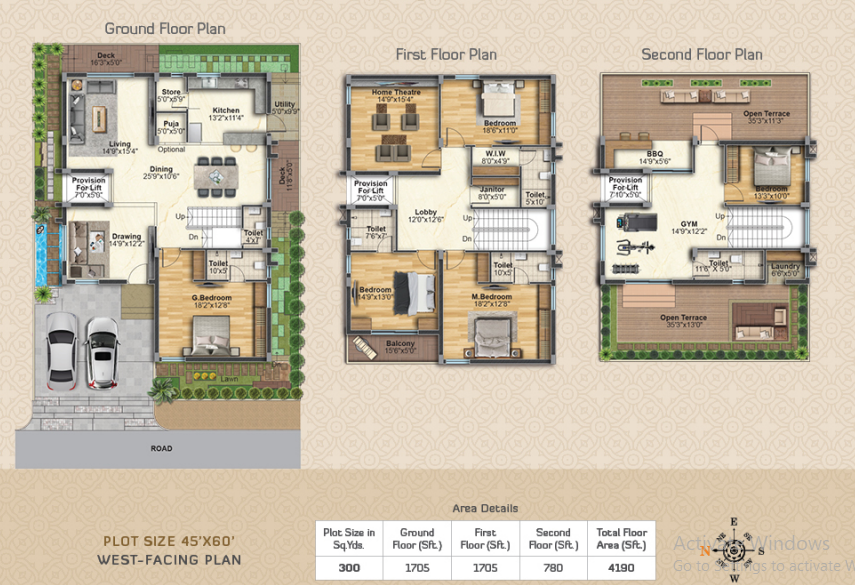 Ground Floor Plan
Deck
16'3"x5'0"
Store
5'0"x5'9"
Kitchen
13'2"x11'4"
Utility
5'0"x9'9"
Puja
5'0"x5'0"
Living
14'9"x15'4"
Optional
Dining
25'9"x10'6"
Deck
11'8"x5'0"
Provision
For Lift
7'0"x5'0"
Drawing
14'9"x12'2"
Up
Dn
Toilet
4'x7'
Toilet
10'x5'
G.Bedroom
18'2"x12'8"
Lawn
ROAD
First Floor Plan
Home Theatre
14'9"x15'4"
Bedroom
18'6"x11'0"
W.I.W
8'0"x4'9"
Provision
For Lift
7'0"x5'0"
Janitor
8'0"x5'0"
Toilet
5'x10'
Lobby
12'0"x12'6"
Up
Dn
Toilet
7'6"x7'
Toilet
10'x5'
Bedroom
14'9"x13'0"
M.Bedroom
18'2"x12'8"
Balcony
15'6"x5'0"
Second Floor Plan
Open Terrace
35'3"x11'3"
BBQ
14'9"x5'6"
Bedroom
13'3"x10'0"
Provision
For Lift
7'10"x5'0"
Up
GYM
14'9"x12'2"
Dn
Toilet
11'6" X 5'0"
Laundry
6'6"x5'0"
Open Terrace
35'3"x13'0"
PLOT SIZE 45'X60'
WEST-FACING PLAN
Area Details
Plot Size in Sq.Yds.
Ground Floor (Sft.)
First Floor (Sft.)
Second Floor (Sft.)
Total Floor Area (Sft.)
300 1705 1705 780 4190
E
NE SE
N S
NW SW
W
Activate Windows
Go to Settings to activate W